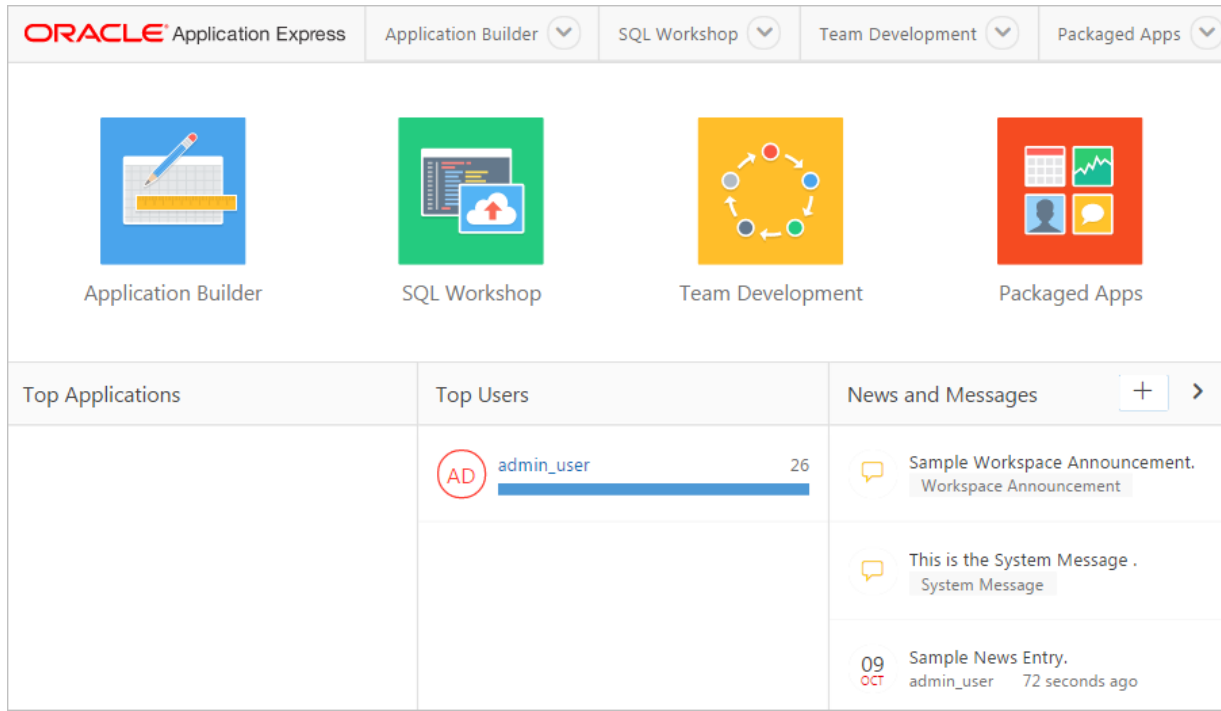 ORACLE Application Express
Application Builder
SQL Workshop
Team Development
Packaged Apps
Application Builder
SQL Workshop
Team Development
Packaged Apps
Top Applications
Top Users
AD
admin_user
26
News and Messages
Sample Workspace Announcement.
Workspace Announcement
This is the System Message .
System Message
09
OCT
Sample News Entry.
admin_user 72 seconds ago